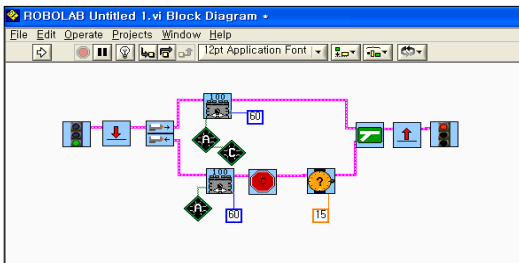 ROBOLAB Untitled 1.vi Block Diagram *
File Edit Operate Projects Window Help
12pt Application Font
100
60
A
C
100
C
?
A
60
15